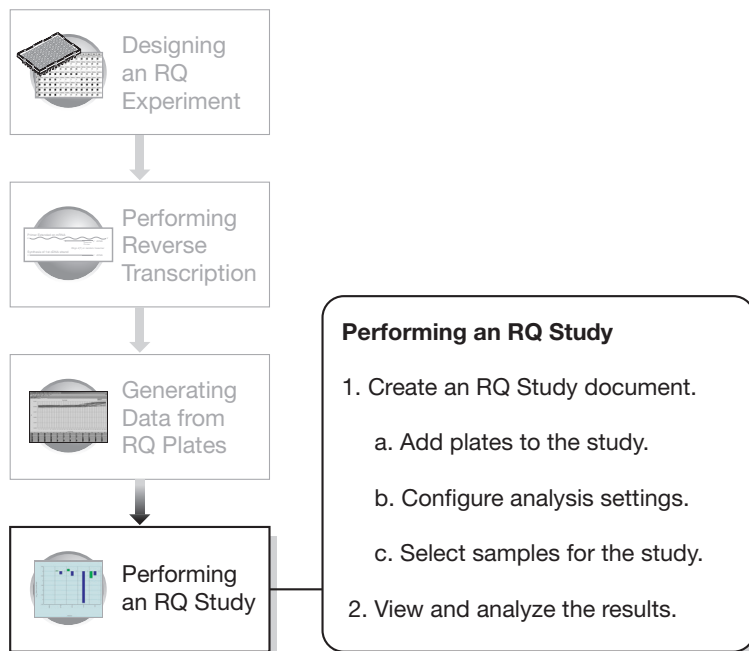 Designing
an RQ
Experiment
Performing
Reverse
Transcription
Generating
Data from
RQ Plates
Performing
an RQ Study
Performing an RQ Study
1. Create an RQ Study document.
a. Add plates to the study.
b. Configure analysis settings.
c. Select samples for the study.
2. View and analyze the results.